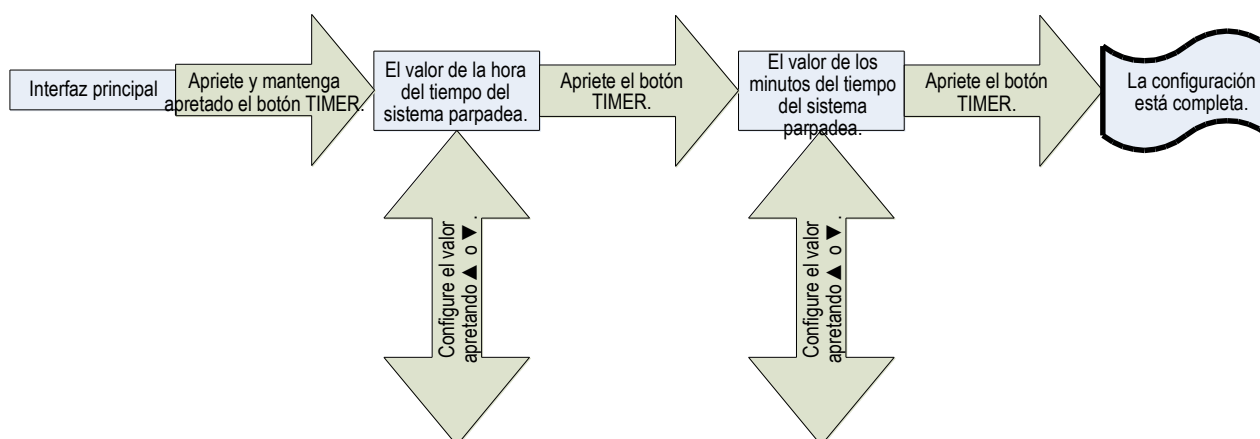 Interfaz principal
Apriete y mantenga
apretado el botón TIMER.
El valor de la hora
del tiempo del
sistema parpadea.
Apriete el botón
TIMER.
El valor de los
minutos del tiempo
del sistema
parpadea.
Apriete el botón
TIMER.
La configuración
está completa.
Configure el valor
apretando ▲ o ▼.
Configure el valor
apretando ▲ o ▼.